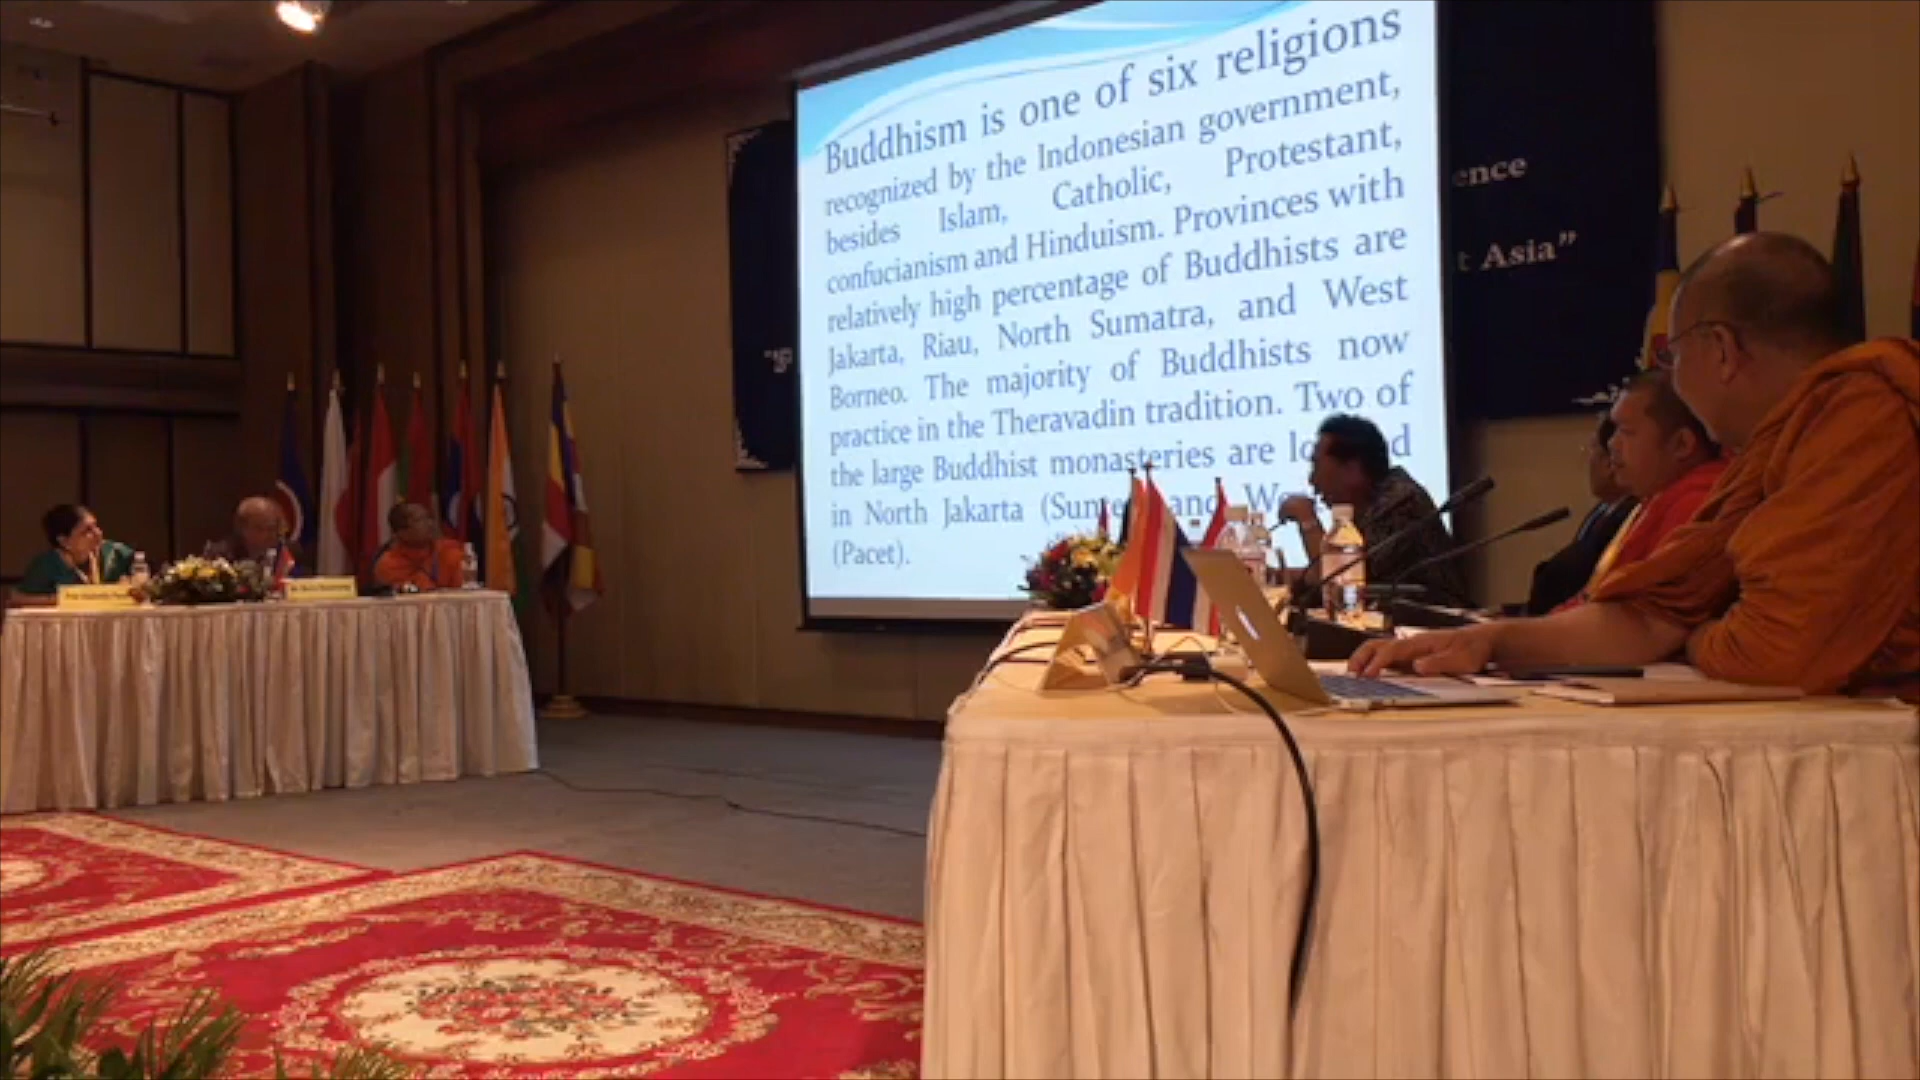 Buddhism is one of six religions
recognized by the Indonesian government,
besides Islam, Catholic, Protestant,
confucianism and Hinduism. Provinces with
relatively high percentage of Buddhists are
Jakarta, Riau, North Sumatra, and West
Borneo. The majority of Buddhists now
practice in the Theravadin tradition. Two of
the large Buddhist monasteries are lo d
in North Jakarta (Sunte and We
(Pacet).
ence
t Asia”